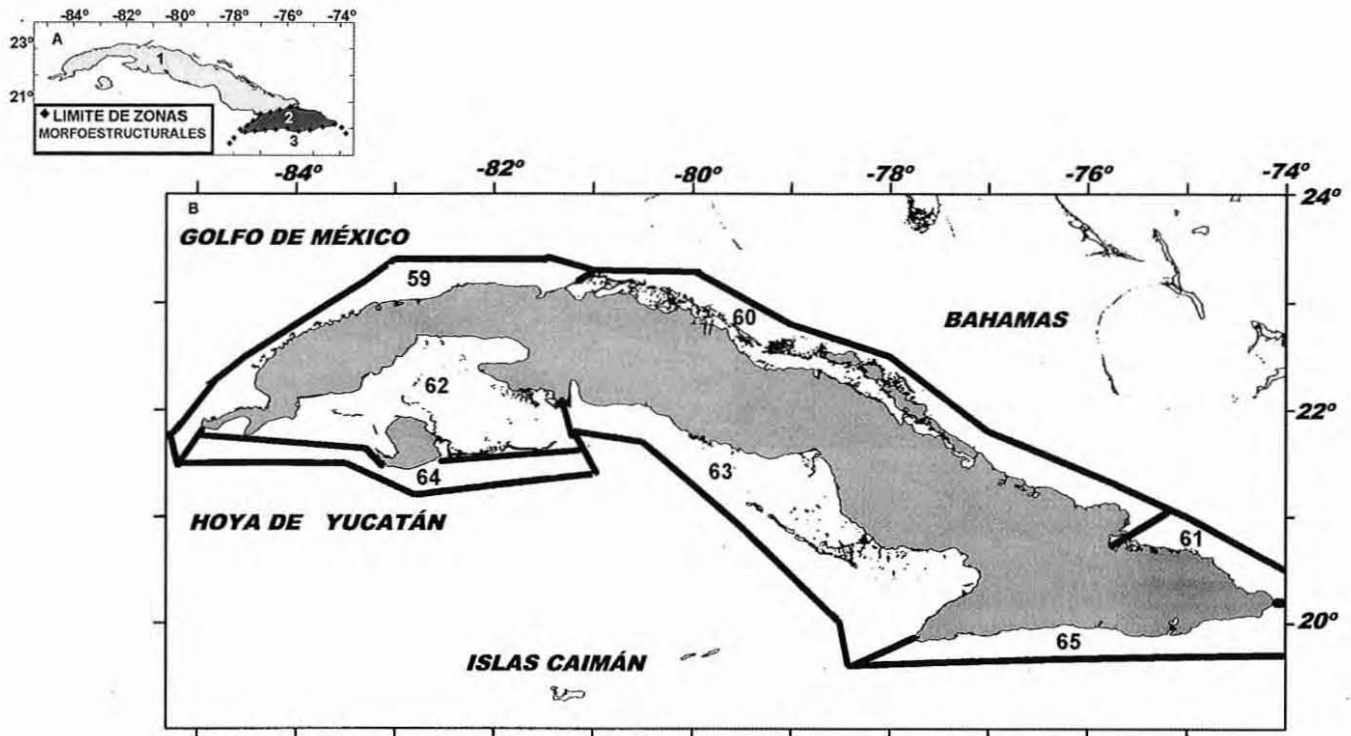 -84º -82º -80º -78º -76º -74º
23º
A
1
21º
2
◆ LIMITE DE ZONAS
MORFOESTRUCTURALES
3
-84º -82º -80º -78º -76º -74º
24º
B
GOLFO DE MÉXICO
59
60
BAHAMAS
62
22º
63
64
HOYA DE YUCATÁN
61
20º
65
ISLAS CAIMÁN